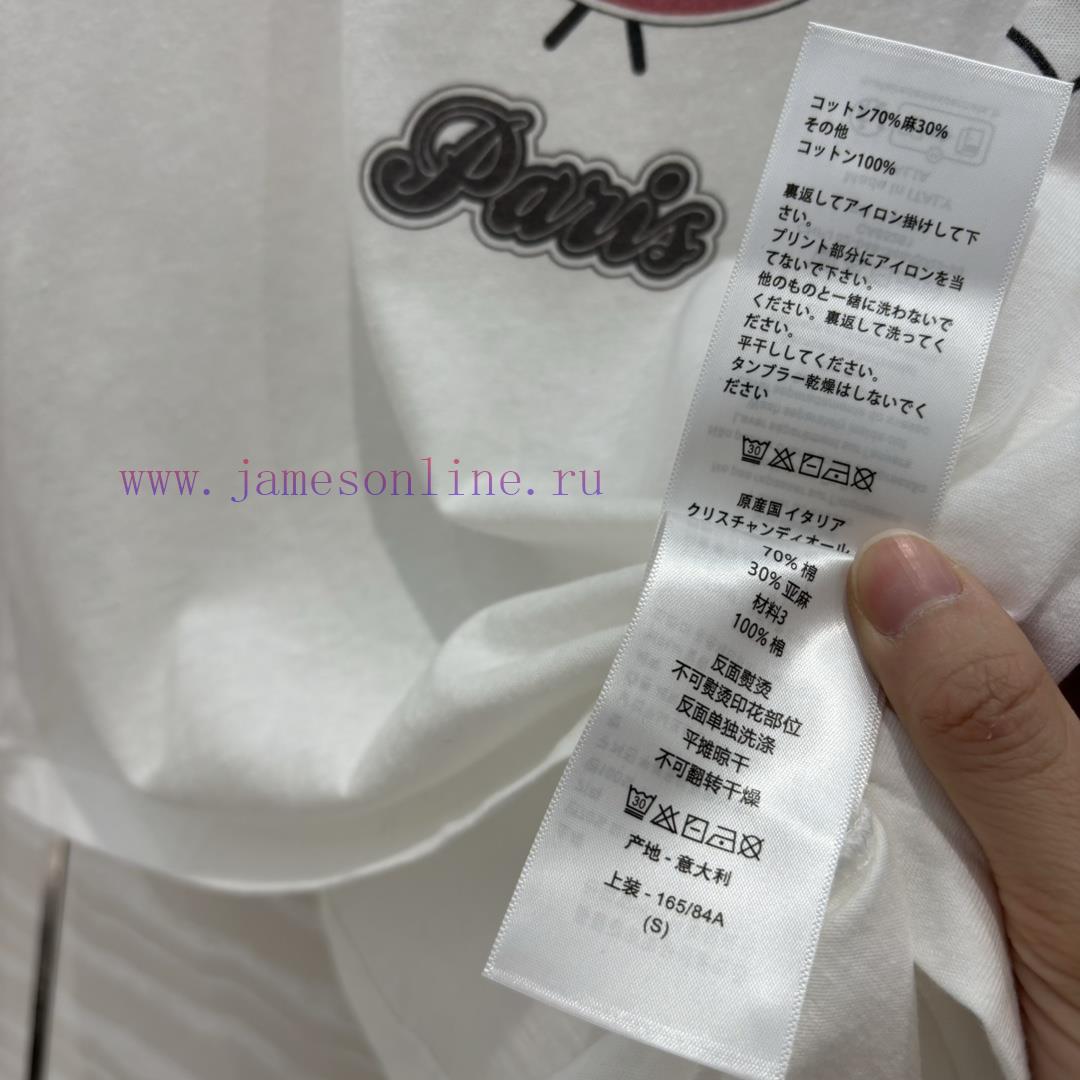 Paris
コットン70%麻30%
その他
コットン100%
裏返してアイロン掛けして下
さい。
プリント部分にアイロンを当
てないで下さい。
他のものと一緒に洗わないで
ください。裏返して洗ってく
ださい。
平干ししてください。
タンブラー乾燥はしないでく
ださい
30
原産国 イタリア
クリスチャンディオール
www.jamesonline.ru
70% 棉
30% 亚麻
材料3
100% 棉
反面熨烫
不可熨烫印花部位
反面单独洗涤
平摊晾干
不可翻转干燥
30
产地 - 意大利
上装 - 165/84A
(S)